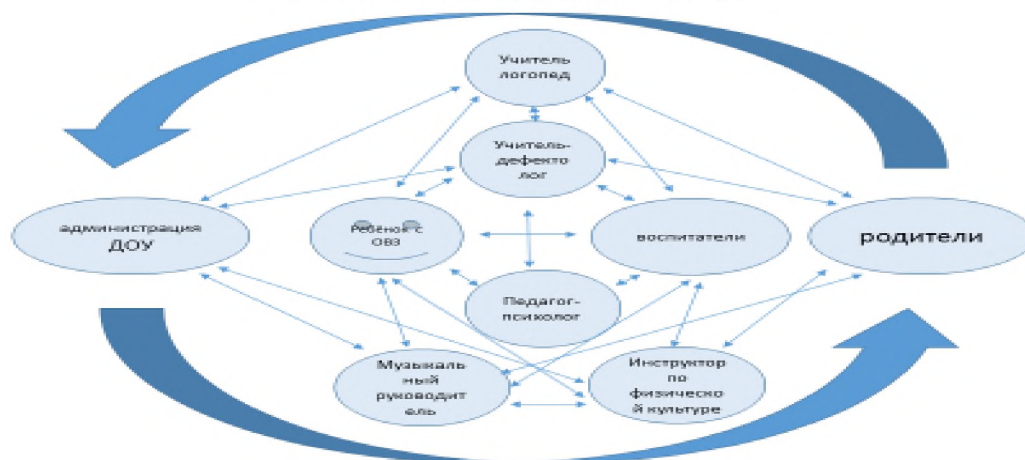 Учитель
логопед
Учитель-
дефекто
лог
администрация
ДОУ
Ребёнок с
ОВЗ
воспитатели
родители
Педагог-
психолог
Музыкаль
ный
руководит
ель
Инструктор
по
физическо
й культуре